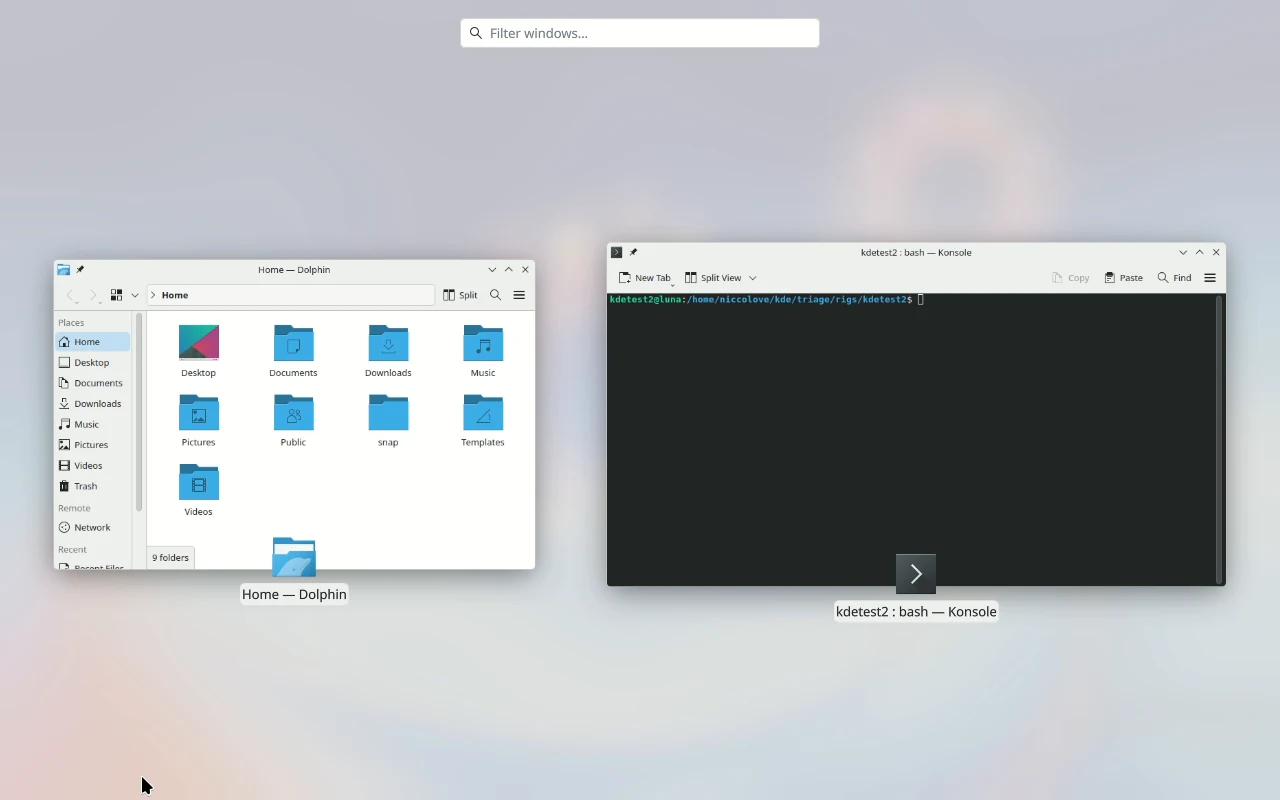 Filter windows...
Home — Dolphin
Home
Split
Places
Home
Desktop
Documents
Downloads
Music
Pictures
Videos
Trash
Remote
Network
Recent
Recent Files
Desktop
Documents
Downloads
Music
Pictures
Public
snap
Templates
Videos
9 folders
Home — Dolphin
kdetest2 : bash — Konsole
New Tab
Split View
Copy
Paste
Find
kdetest2@luna:/home/niccolove/kde/triage/rigs/kdetest2$
kdetest2 : bash — Konsole